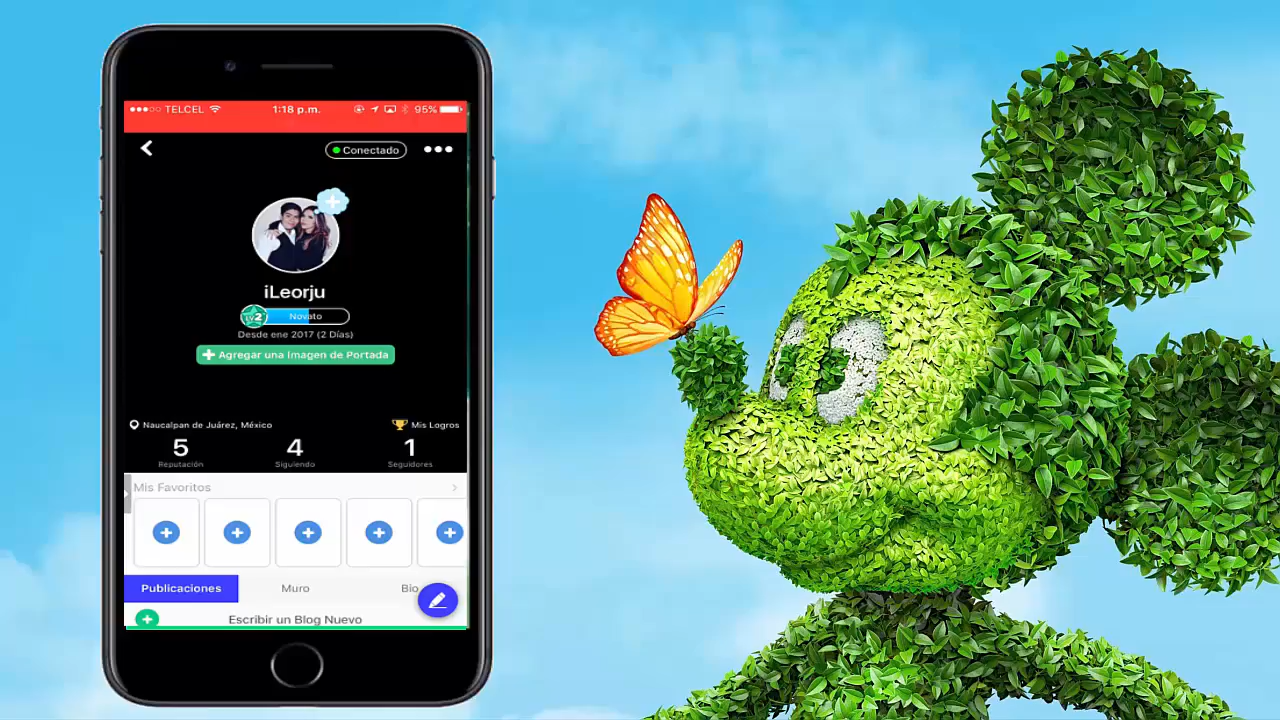 TELCEL 1:18 p.m. 95%
Conectado
iLeorju
LV2 Novato
Desde ene 2017 (2 Días)
Agregar una Imagen de Portada
Naucalpan de Juárez, México Mis Logros
5 4 1
Reputación Siguiendo Seguidores
Mis Favoritos
Publicaciones Muro Bio
Escribir un Blog Nuevo